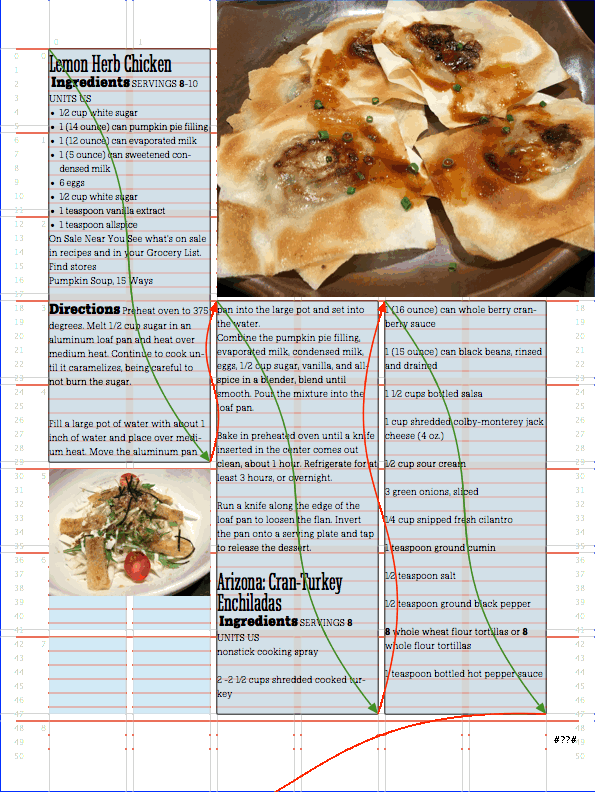 Lemon Herb Chicken
Ingredients SERVINGS 8-10
UNITS US
• 1/2 cup white sugar
• 1 (14 ounce) can pumpkin pie filling
• 1 (12 ounce) can evaporated milk
• 1 (5 ounce) can sweetened con-
densed milk
• 6 eggs
• 1/2 cup white sugar
• 1 teaspoon vanilla extract
• 1 teaspoon allspice
On Sale Near You See what's on sale
in recipes and in your Grocery List.
Find stores
Pumpkin Soup, 15 Ways
Directions Preheat oven to 375
degrees. Melt 1/2 cup sugar in an
aluminum loaf pan and heat over
medium heat. Continue to cook un-
til it caramelizes, being careful to
not burn the sugar.
Fill a large pot of water with about 1
inch of water and place over medi-
um heat. Move the aluminum pan
pan into the large pot and set into
the water.
Combine the pumpkin pie filling,
evaporated milk, condensed milk,
eggs, 1/2 cup sugar, vanilla, and all-
spice in a blender, blend until
smooth. Pour the mixture into the
loaf pan.
Bake in preheated oven until a knife
inserted in the center comes out
clean, about 1 hour. Refrigerate for at
least 3 hours, or overnight.
Run a knife along the edge of the
loaf pan to loosen the flan. Invert
the pan onto a serving plate and tap
to release the dessert.
Arizona: Cran-Turkey
Enchiladas
Ingredients SERVINGS 8
UNITS US
nonstick cooking spray
2 -2 1/2 cups shredded cooked tur-
key
1 (16 ounce) can whole berry cran-
berry sauce
1 (15 ounce) can black beans, rinsed
and drained
1 1/2 cups bottled salsa
1 cup shredded colby-monterey jack
cheese (4 oz.)
1/2 cup sour cream
3 green onions, sliced
1/4 cup snipped fresh cilantro
1 teaspoon ground cumin
1/2 teaspoon salt
1/2 teaspoon ground black pepper
8 whole wheat flour tortillas or 8
whole flour tortillas
1 teaspoon bottled hot pepper sauce
#??#